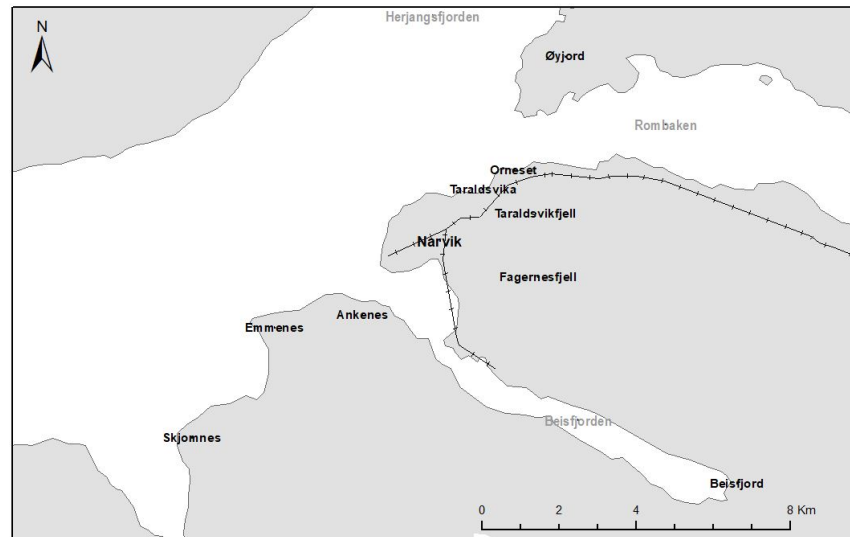 Herjangsfjorden
N
Øyjord
Rombaken
Orneset
Taraldsvika
Taraldsvikfjell
Narvik
Fagernesfjell
Ankenes
Emmenes
Beisfjorden
Skjomnes
Beisfjord
0 2 4 8 Km